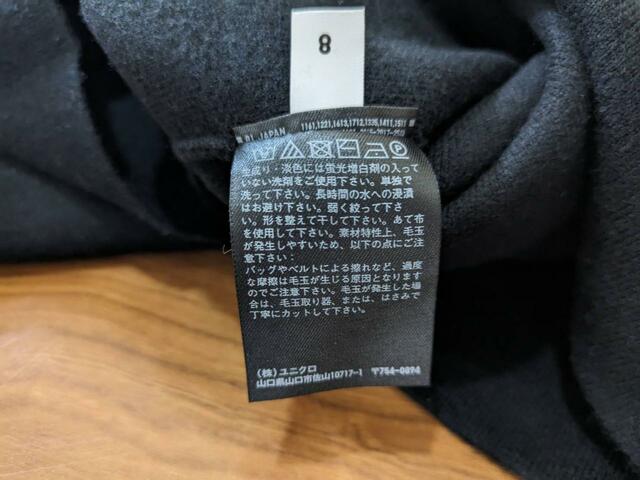 8
JAPAN
1161,1221,1613,1712,1335,1411,1511
生成り・淡色には蛍光増白剤の入って
いない洗剤をご使用下さい。単独で
洗って下さい。長時間の水への浸漬
はお避け下さい。弱く絞って下さ
い。形を整えて干して下さい。あて布
を使用して下さい。素材特性上、毛玉
が発生しやすいため、以下の点にご注
意下さい:
バッグやベルトによる擦れなど、過度
な摩擦は毛玉が生じる原因となります
のでご注意下さい。毛玉が発生した場
合は、毛玉取り器、または、はさみで
丁寧にカットして下さい。
(株)ユニクロ
山口県山口市佐山10717-1 〒754-0894